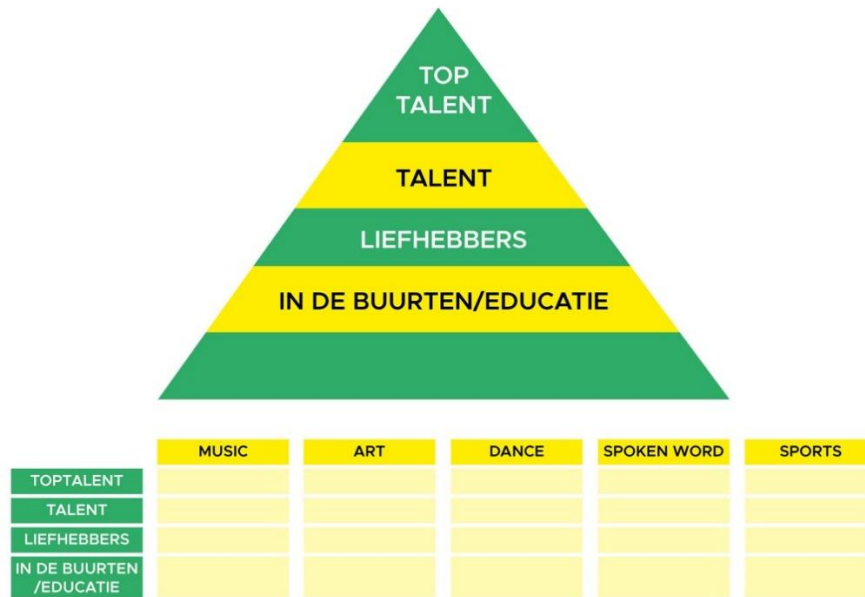 TOP
TALENT
TALENT
LIEFHEBBERS
IN DE BUURTEN/EDUCATIE
MUSIC ART DANCE SPOKEN WORD SPORTS
TOPTALENT
TALENT
LIEFHEBBERS
IN DE BUURTEN
/EDUCATIE